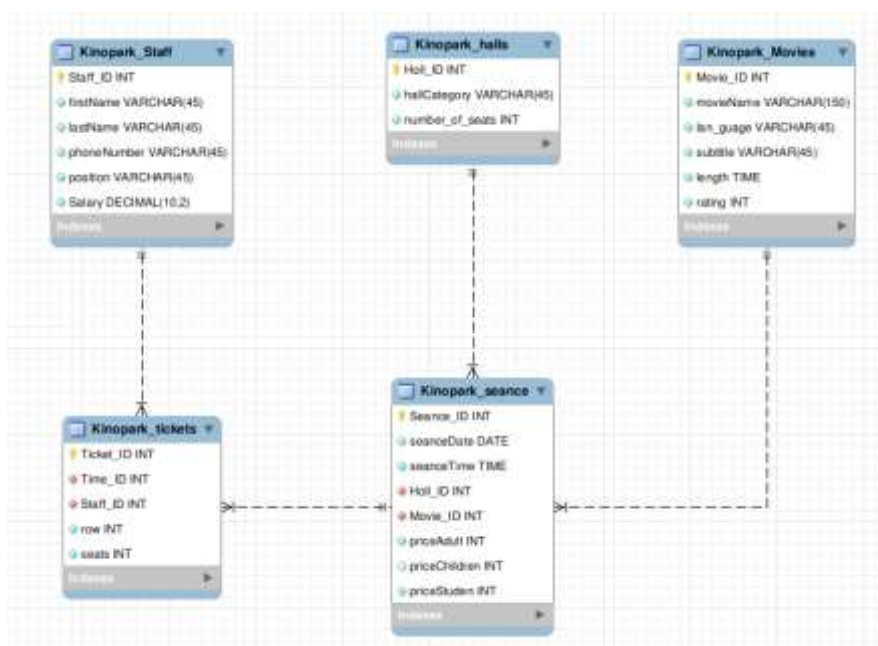 Kinopark_Staff
Staff_ID INT
firstName VARCHAR(45)
lastName VARCHAR(45)
phoneNumber VARCHAR(45)
position VARCHAR(45)
Salary DECIMAL(10,2)
Indexes
Kinopark_halls
Holl_ID INT
hallCategory VARCHAR(45)
number_of_seats INT
Indexes
Kinopark_Movies
Movie_ID INT
movieName VARCHAR(150)
lan_guage VARCHAR(45)
subtitle VARCHAR(45)
length TIME
rating INT
Indexes
Kinopark_tickets
Ticket_ID INT
Time_ID INT
Staff_ID INT
row INT
seats INT
Indexes
Kinopark_seance
Seance_ID INT
seanceDate DATE
seanceTime TIME
Holl_ID INT
Movie_ID INT
priceAdult INT
priceChildren INT
priceStuden INT
Indexes